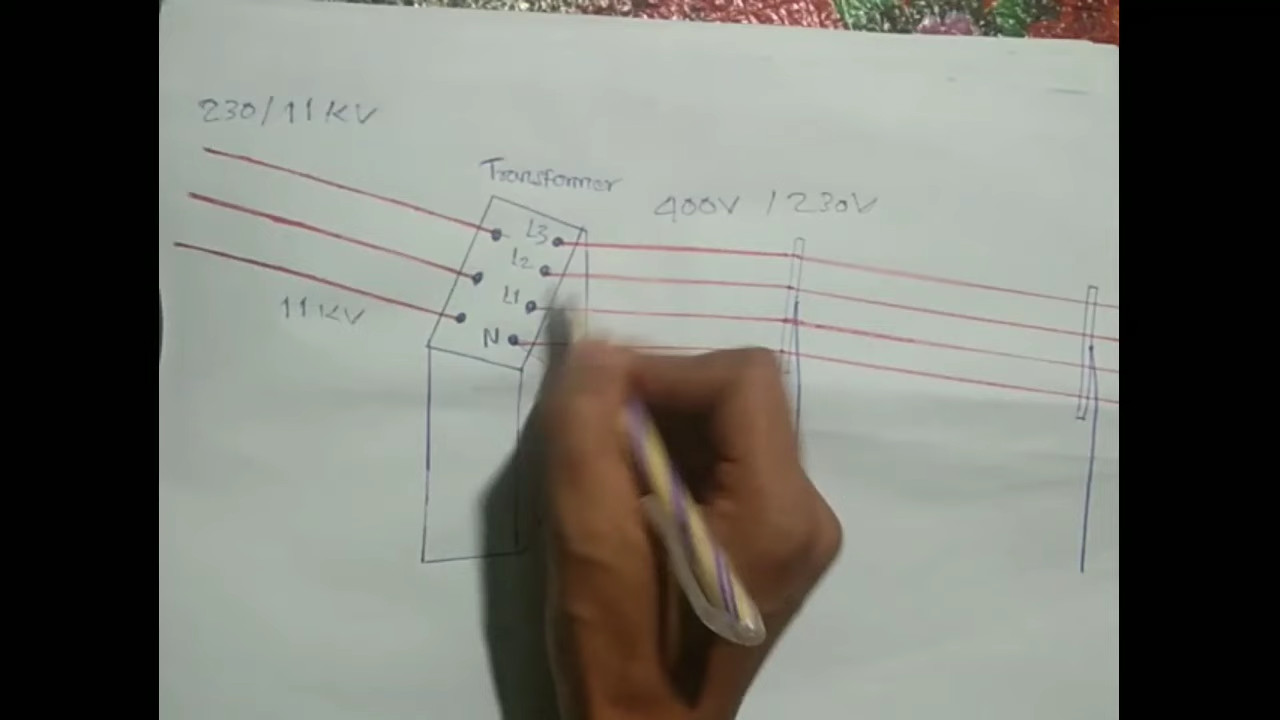 230/11KV
Transformer
400V / 230V
L3
L2
L1
11KV
N